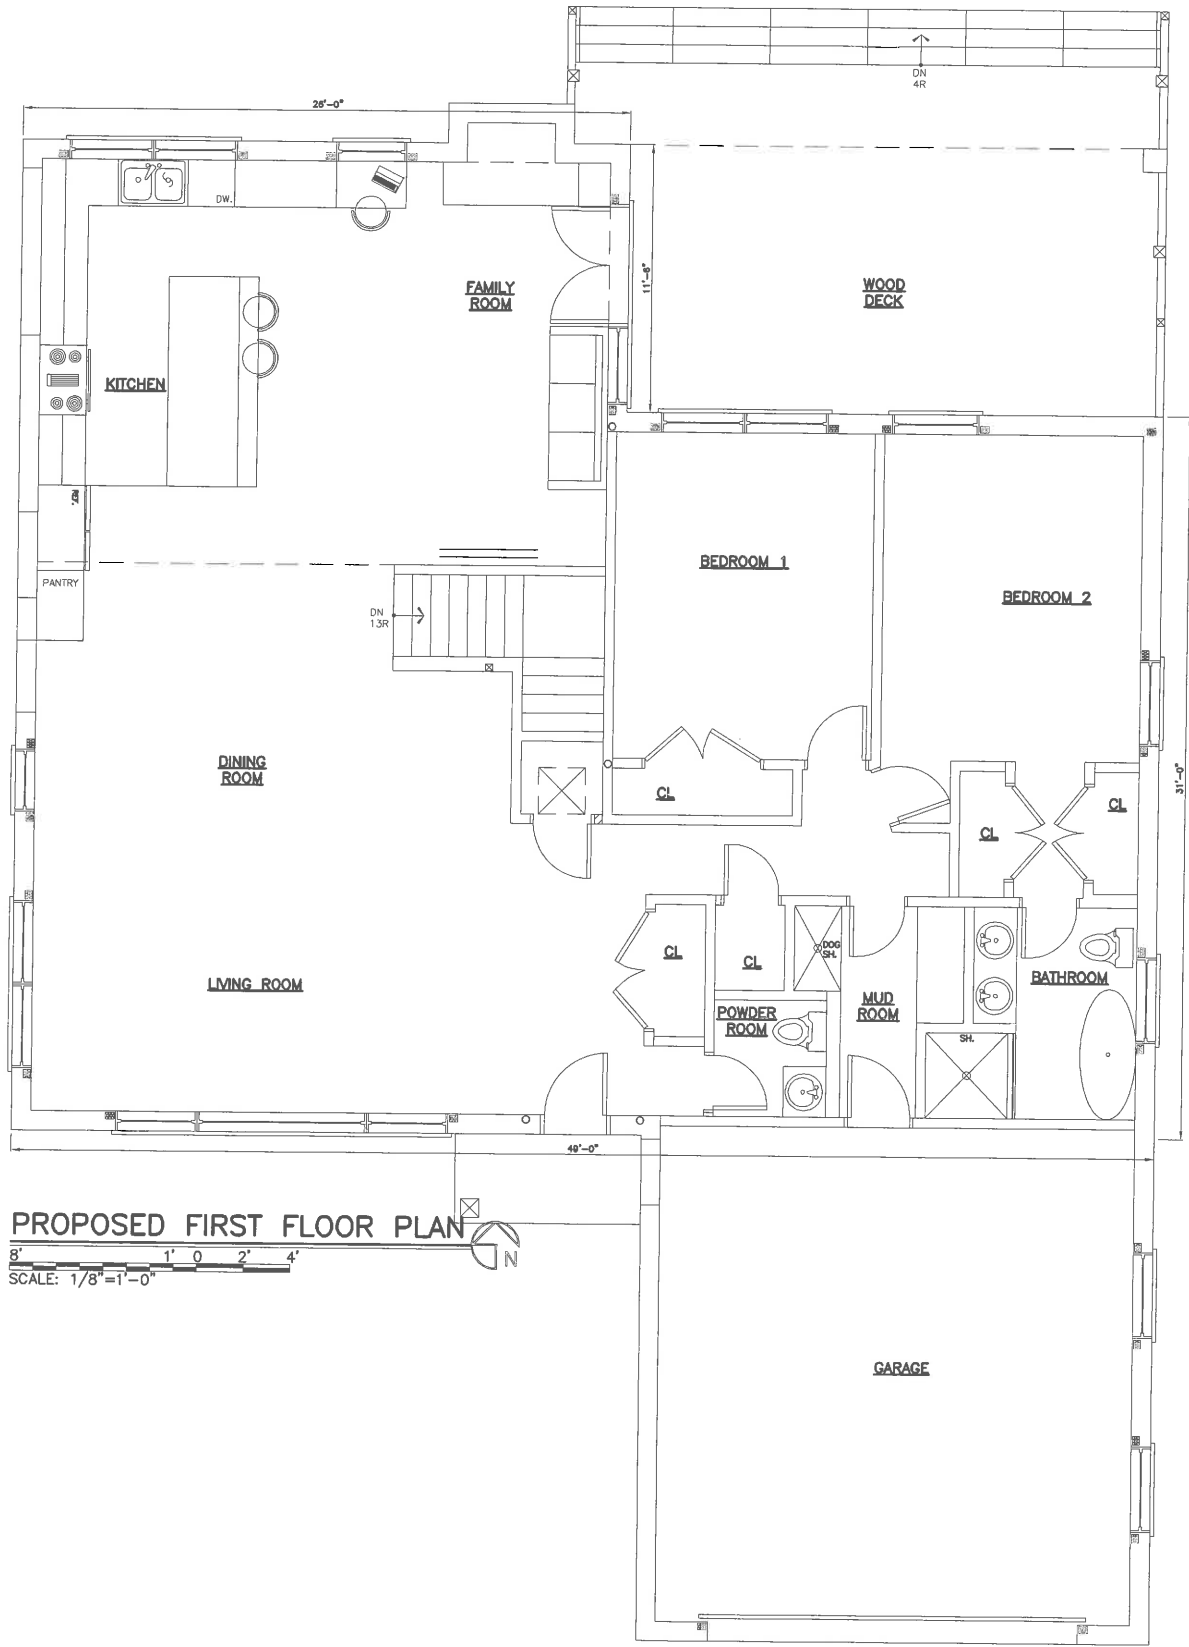 DN
4R
26'-0"
DW.
11'-6"
WOOD
DECK
FAMILY
ROOM
KITCHEN
REF.
PANTRY
BEDROOM 1
BEDROOM 2
DN
13R
DINING
ROOM
31'-0"
CL
CL
CL
LIVING ROOM
CL
CL
DOG
SH.
MUD
ROOM
BATHROOM
POWDER
ROOM
SH.
49'-0"
PROPOSED FIRST FLOOR PLAN
N
8' 1' 0 2' 4'
SCALE: 1/8"=1'-0"
GARAGE